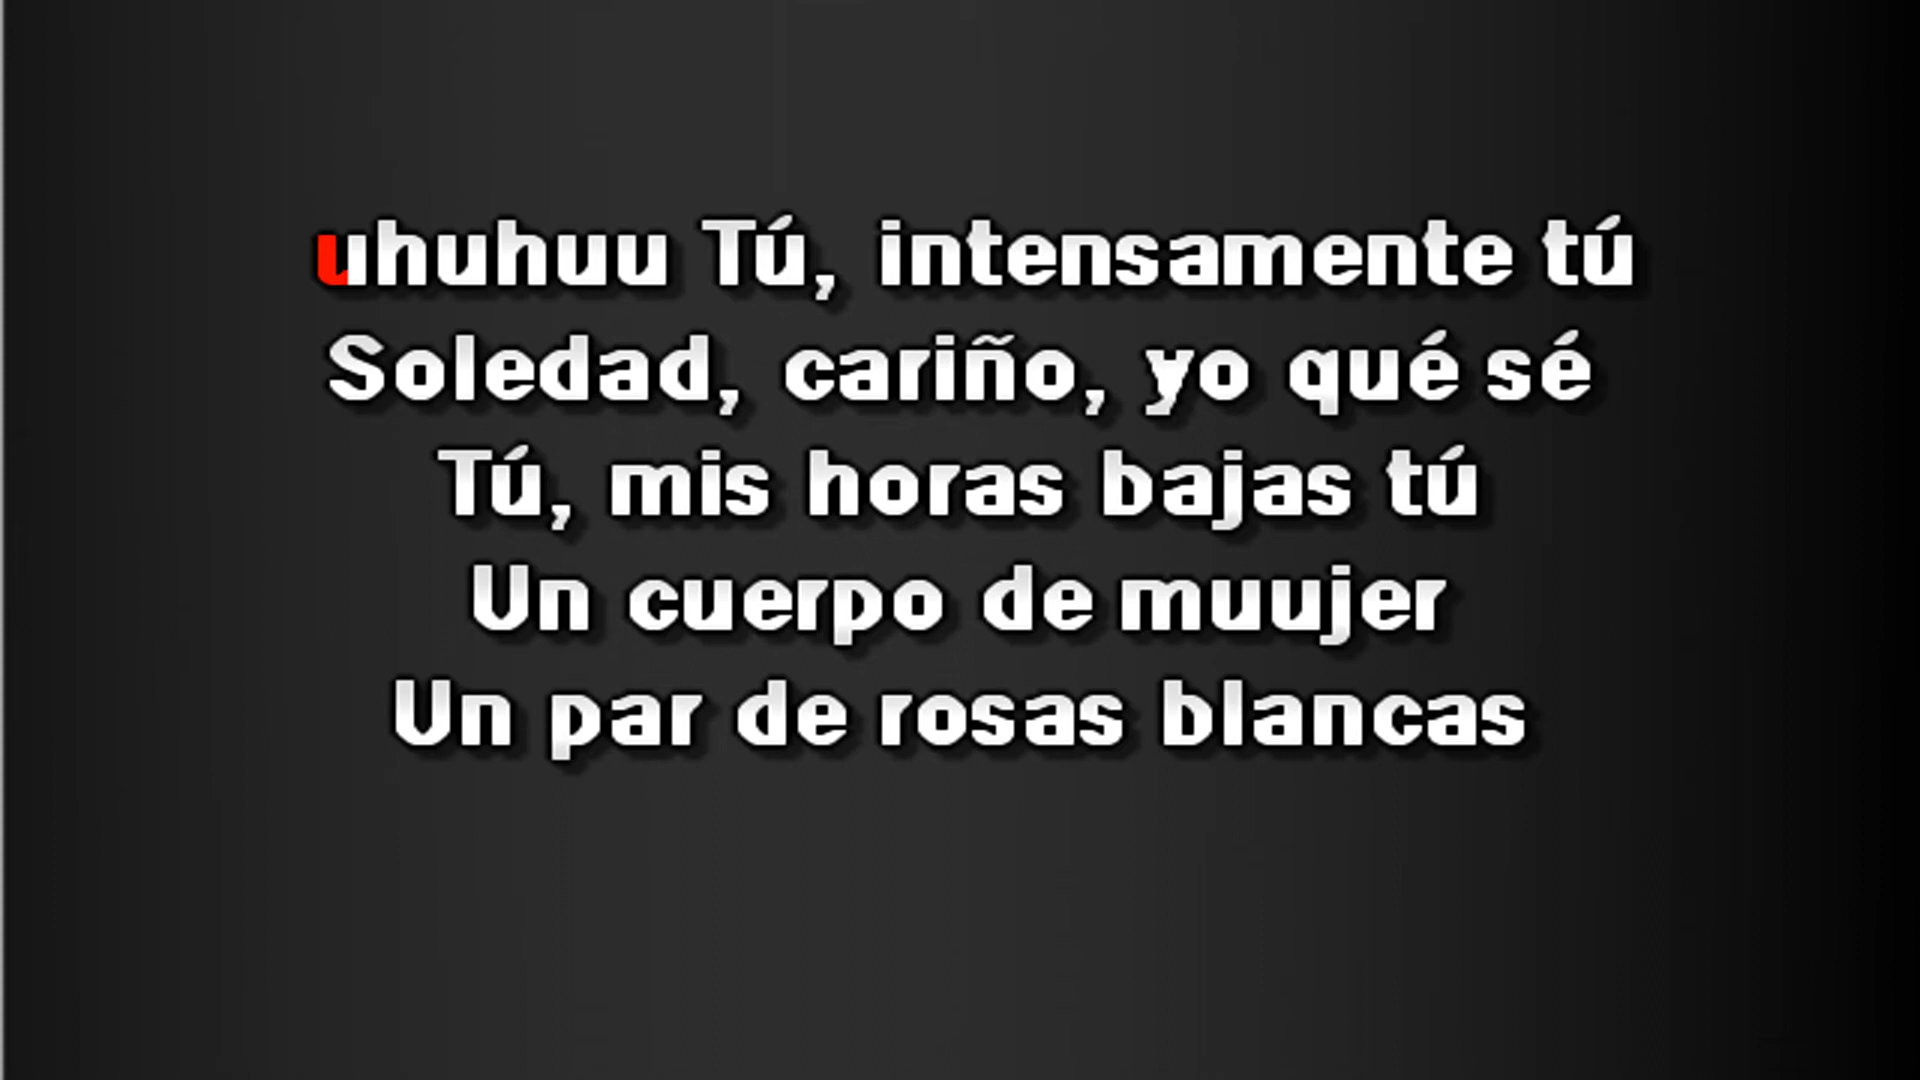 uhuhuu Tú, intensamente tú
Soledad, cariño, yo qué sé
Tú, mis horas bajas tú
Un cuerpo de muujer
Un par de rosas blancas